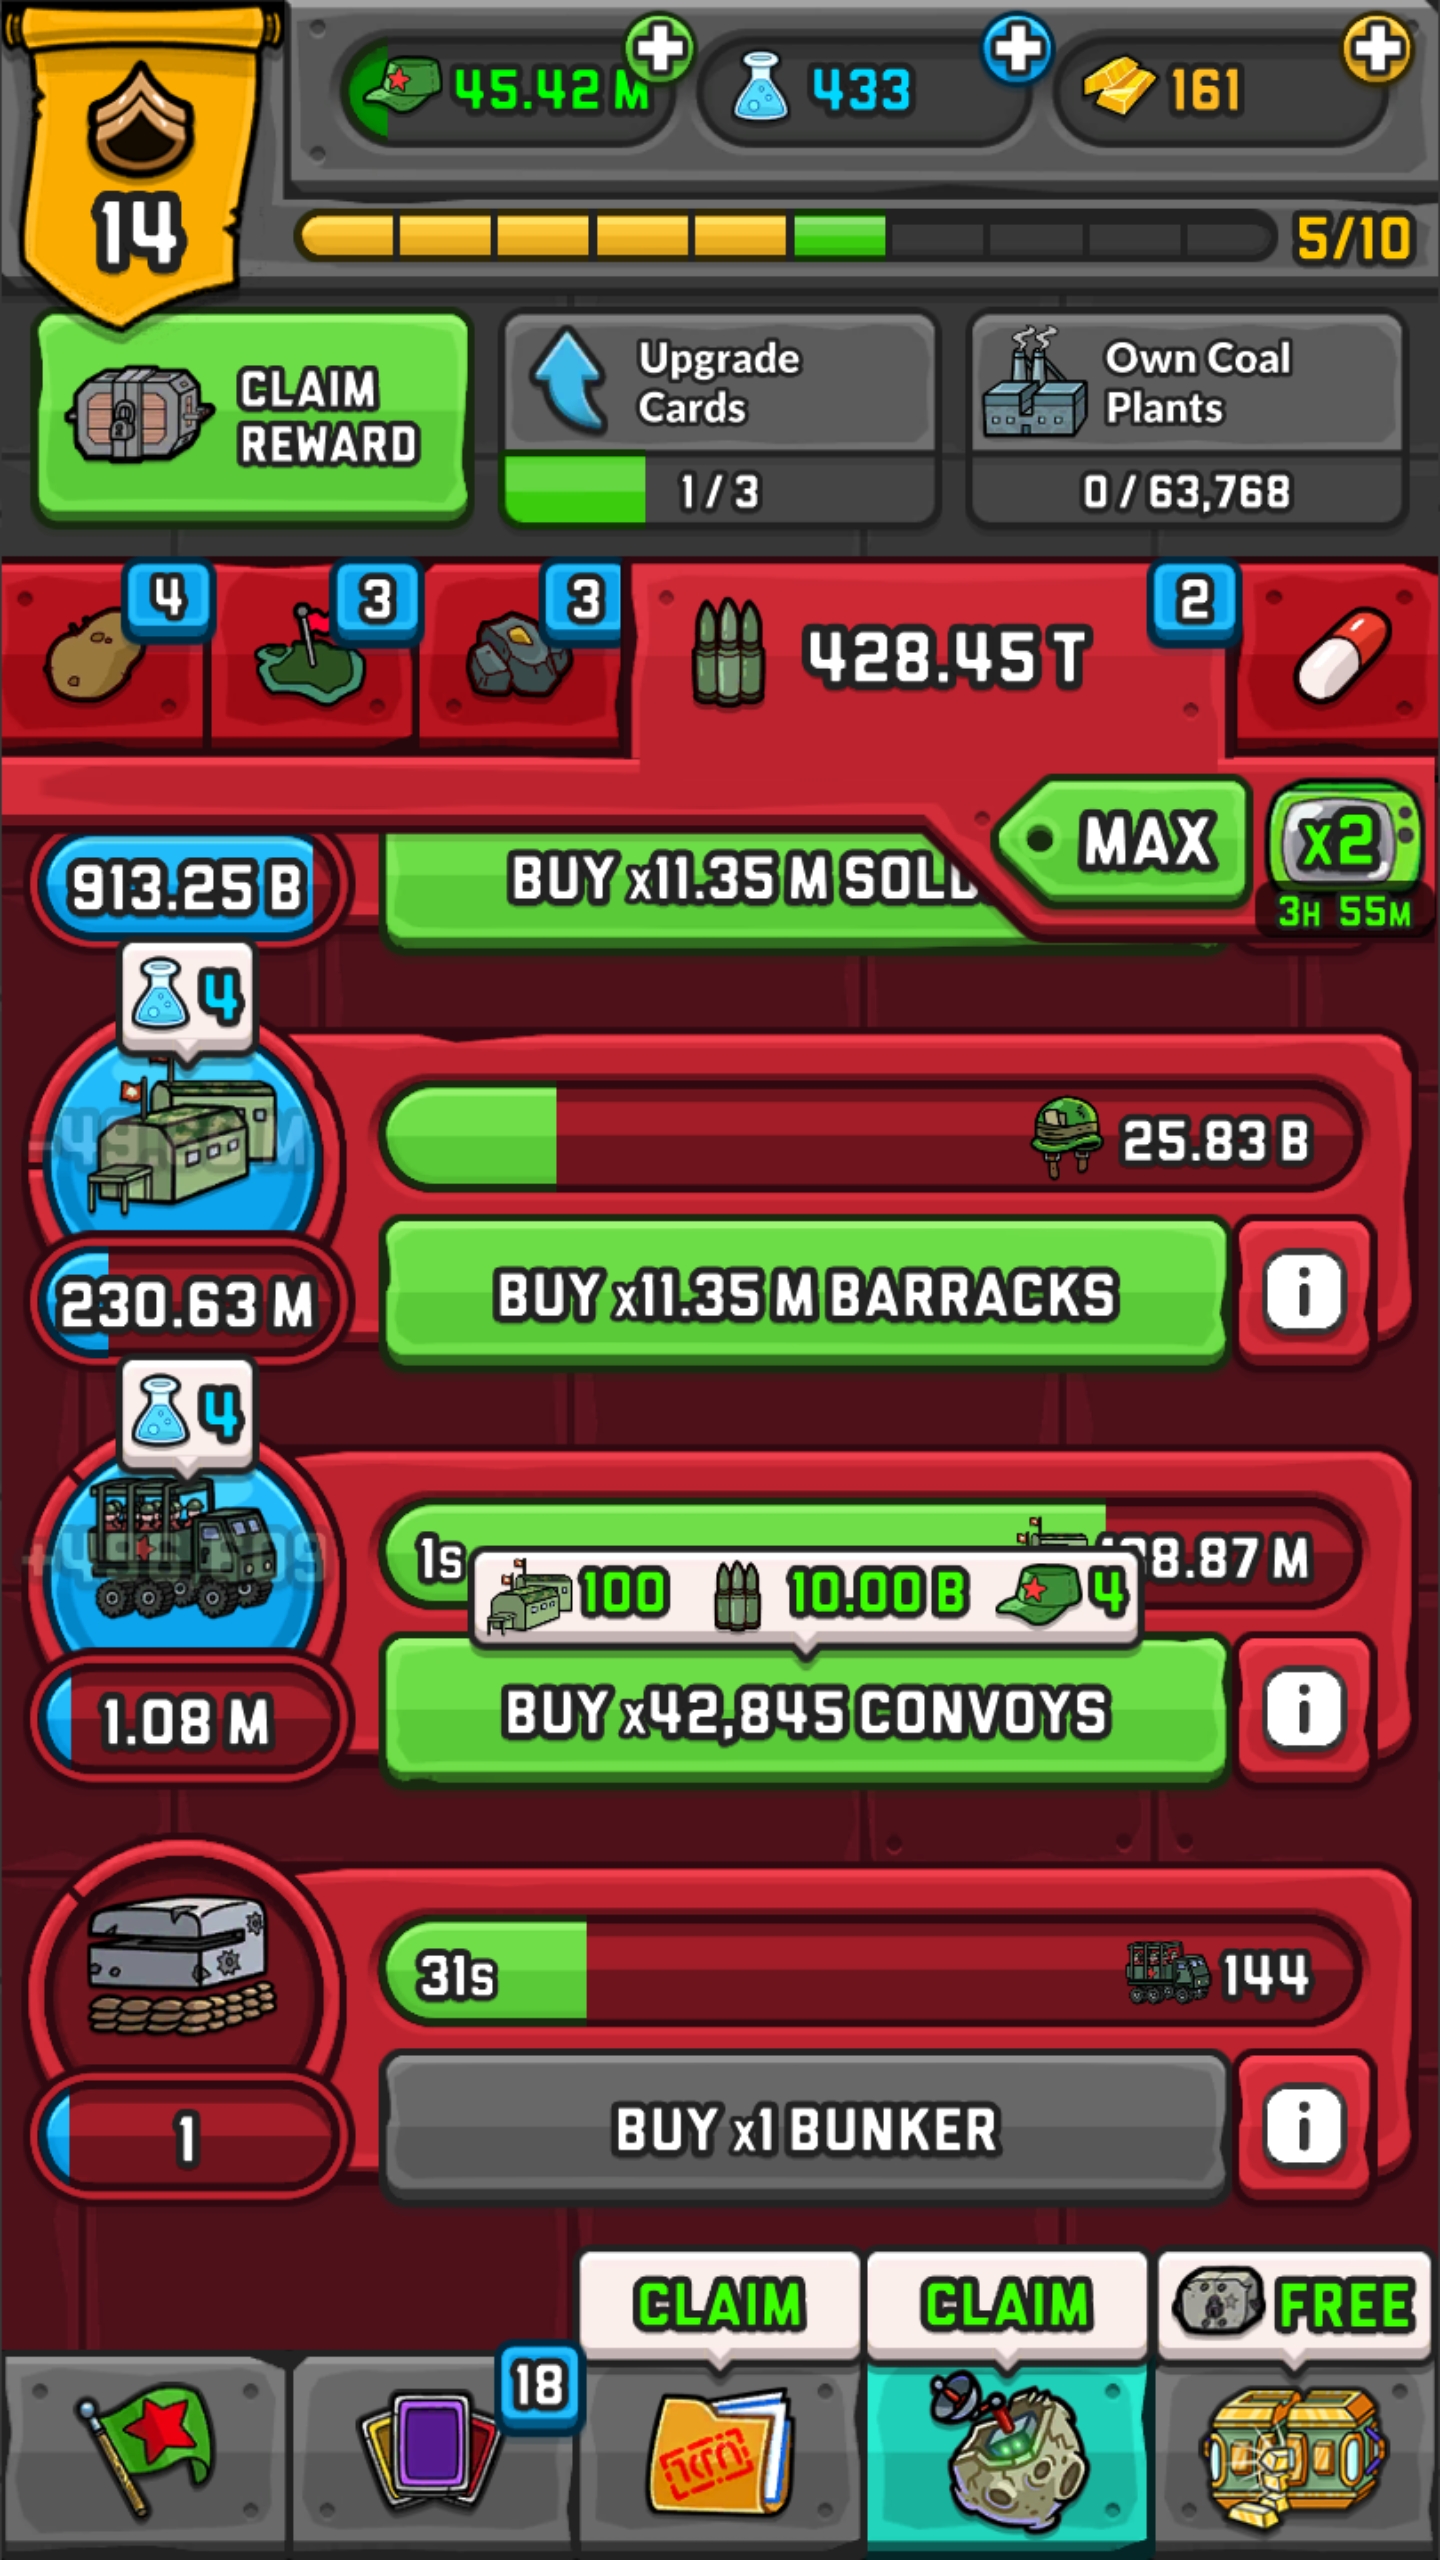 45.42 M
433
161
14
5/10
CLAIM
REWARD
Upgrade
Cards
1 / 3
Own Coal
Plants
0 / 63,768
4
3
3
428.45 T
2
MAX
x2
3H 55M
913.25 B
BUY x11.35 M SOLD
4
25.83 B
230.63 M
BUY x11.35 M BARRACKS
i
4
1s
8.87 M
100
10.00 B
4
1.08 M
BUY x42,845 CONVOYS
i
31s
144
1
BUY x1 BUNKER
i
CLAIM
CLAIM
FREE
18